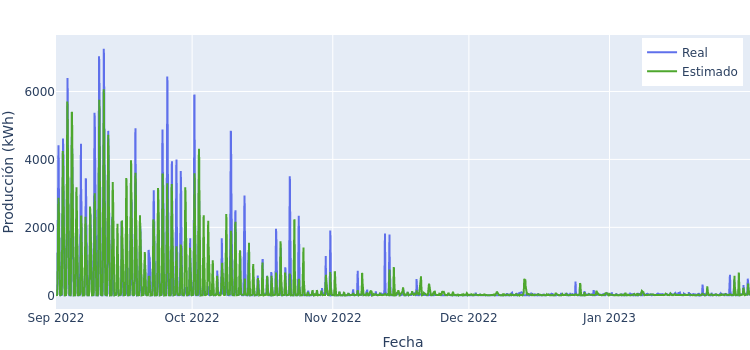 Real
Estimado
Producción (kWh)
6000
4000
2000
0
Sep 2022
Oct 2022
Nov 2022
Dec 2022
Jan 2023
Fecha